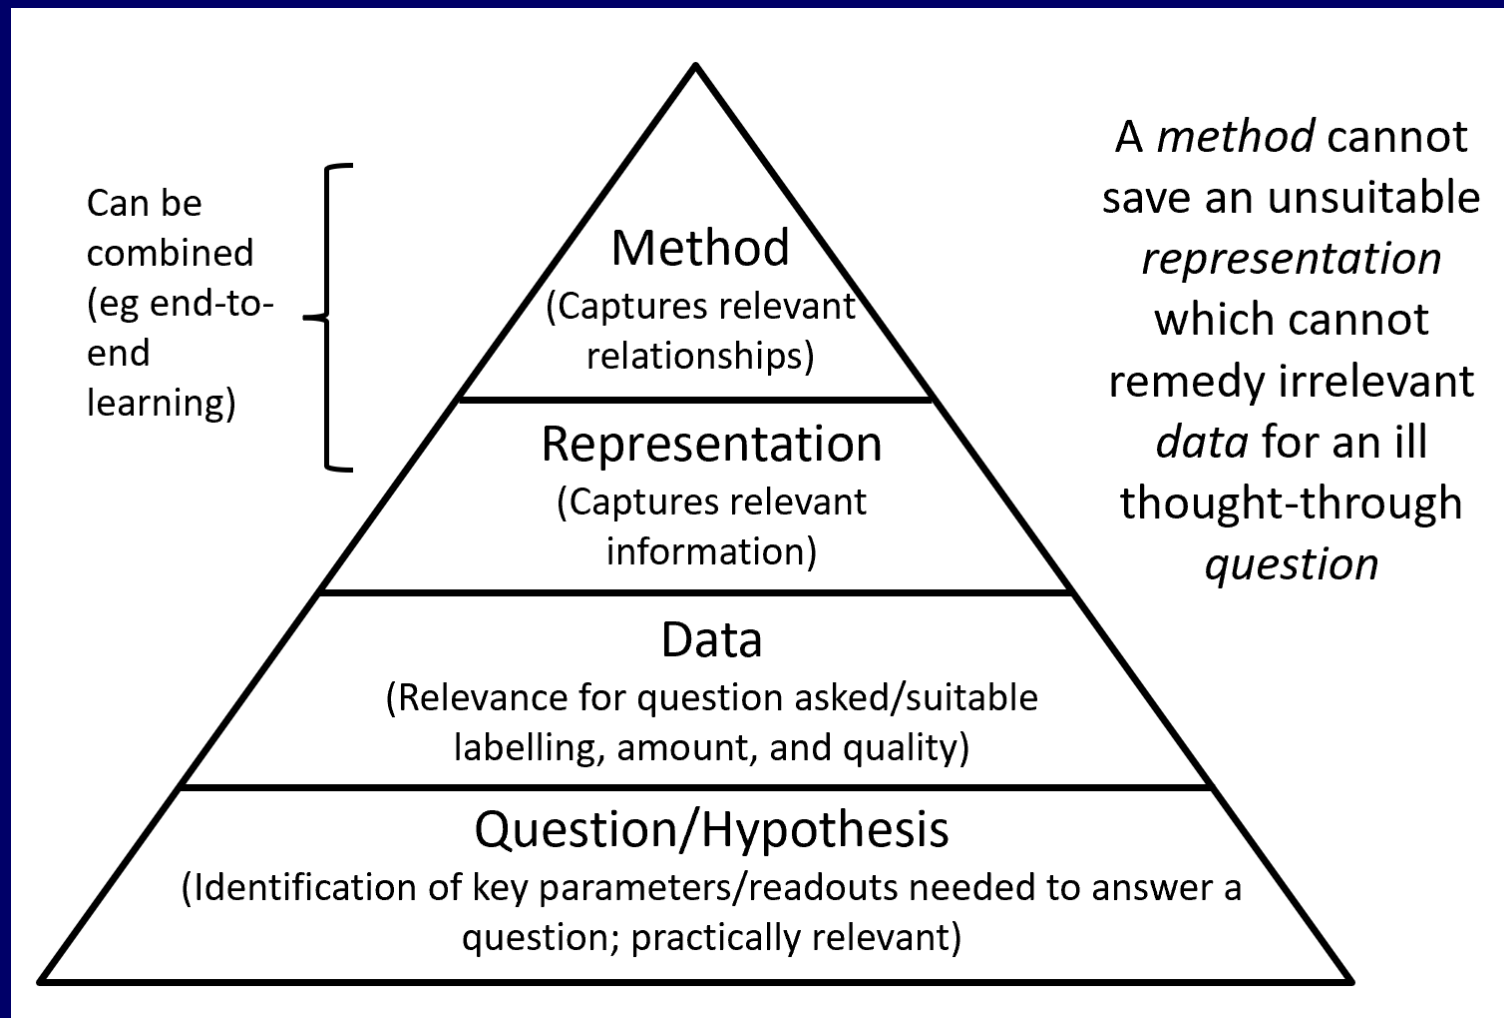 Can be
combined
(eg end-to-
end
learning)
Method
(Captures relevant
relationships)
Representation
(Captures relevant
information)
Data
(Relevance for question asked/suitable
labelling, amount, and quality)
Question/Hypothesis
(Identification of key parameters/readouts needed to answer a
question; practically relevant)
A method cannot
save an unsuitable
representation
which cannot
remedy irrelevant
data for an ill
thought-through
question